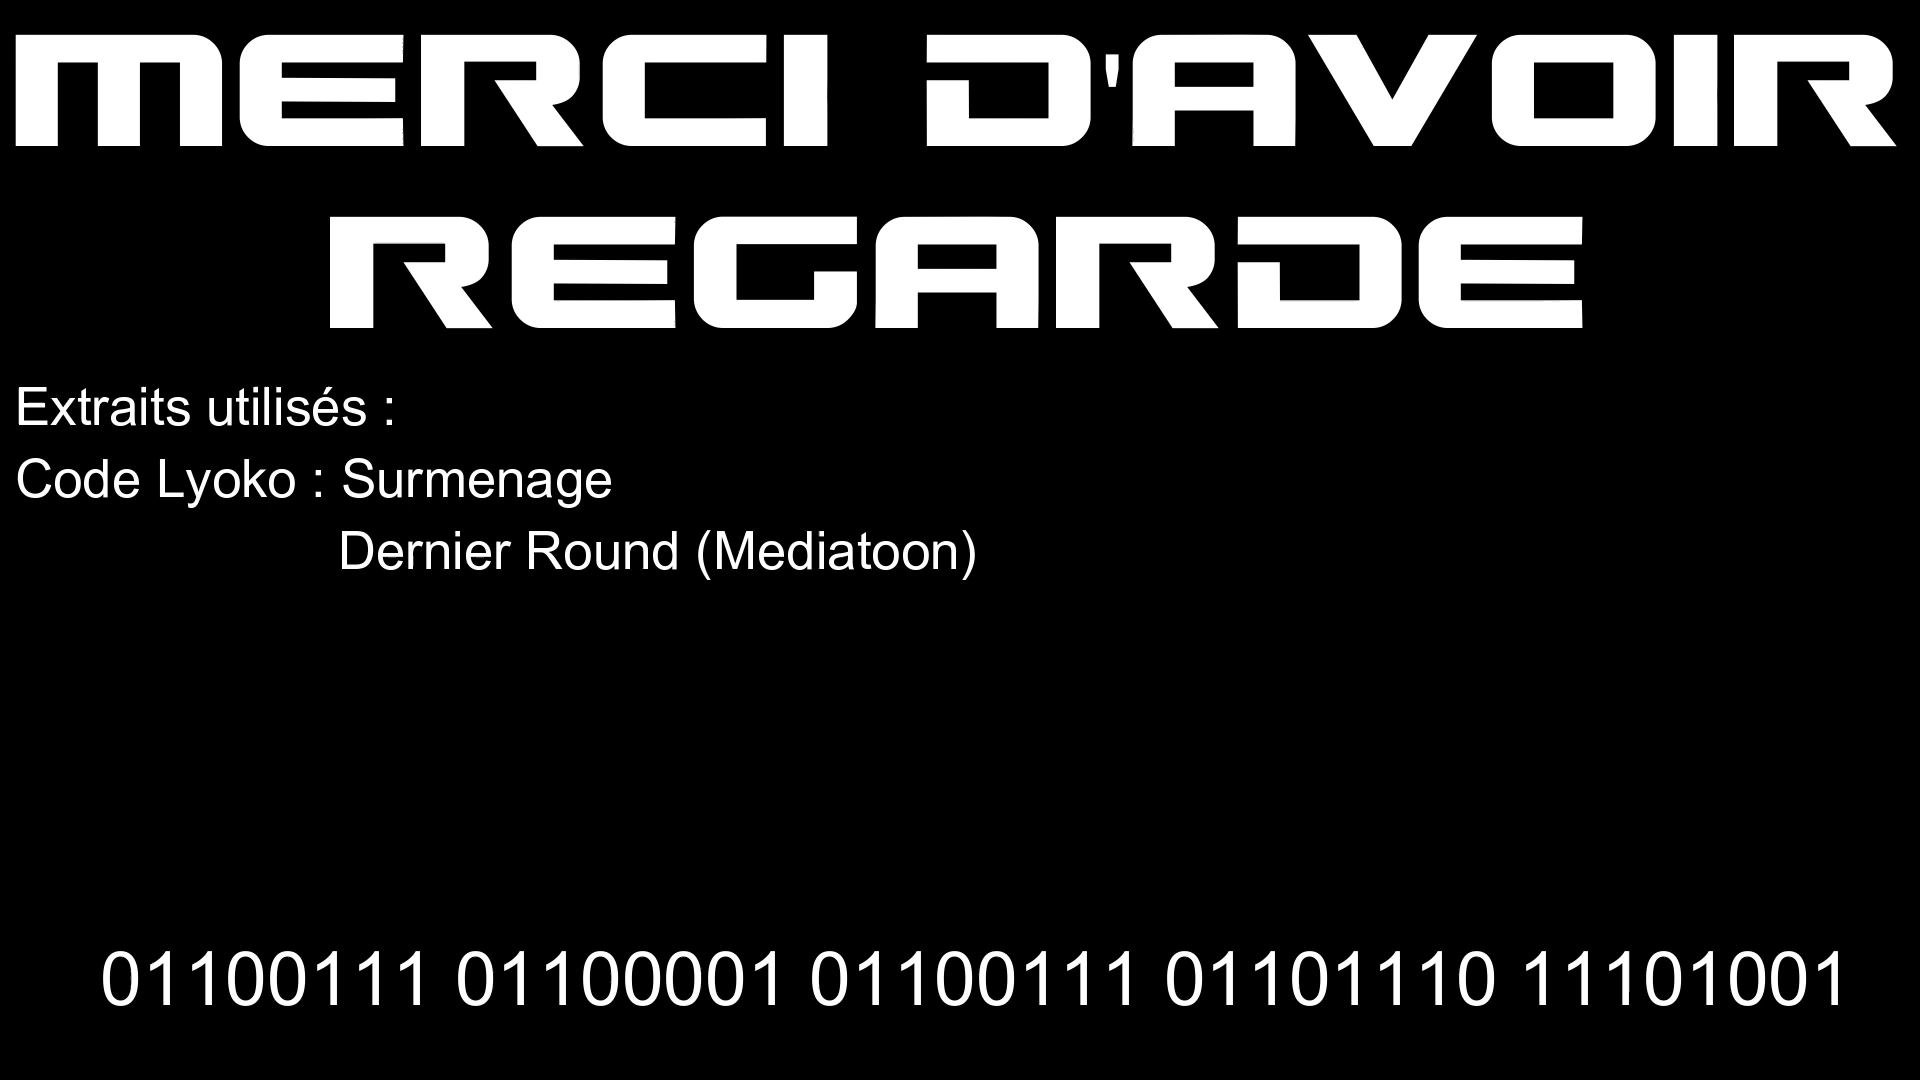 MERCI D'AVOIR
REGARDE
Extraits utilisés :
Code Lyoko : Surmenage
Dernier Round (Mediatoon)
01100111 01100001 01100111 01101110 11101001